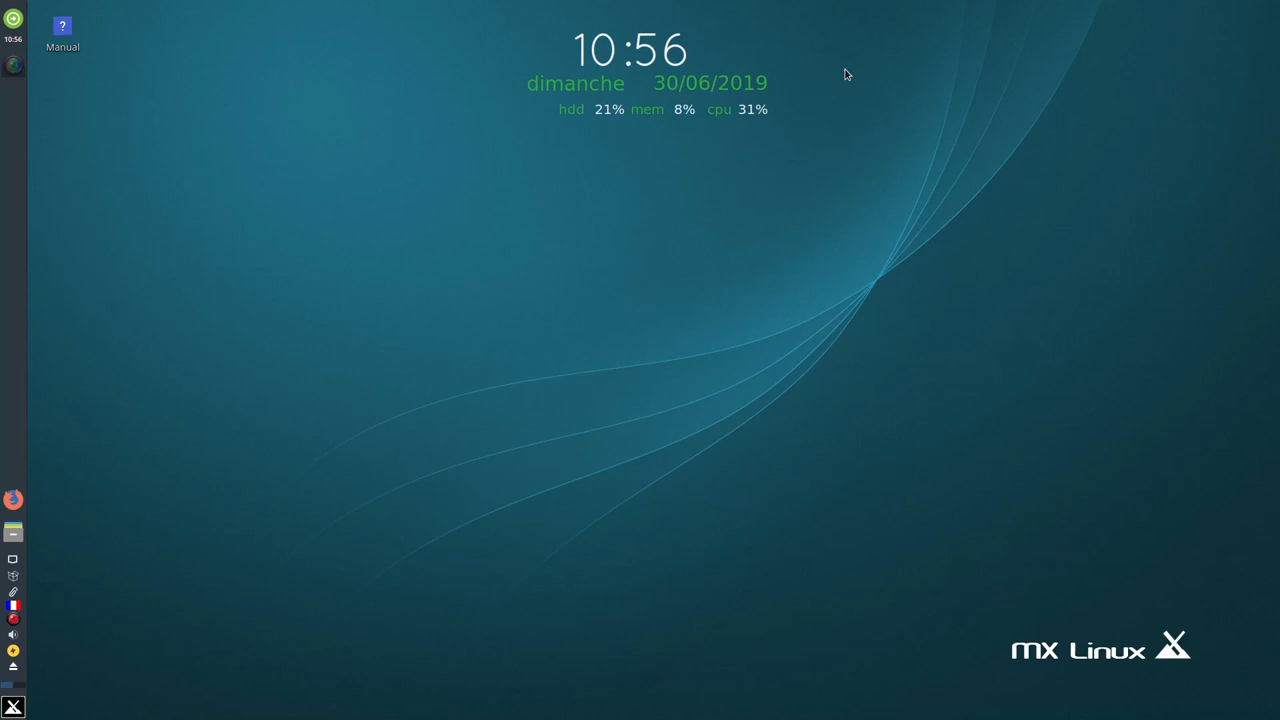 10:56
?
Manual
10:56
dimanche 30/06/2019
hdd 21% mem 8% cpu 31%
mx Linux